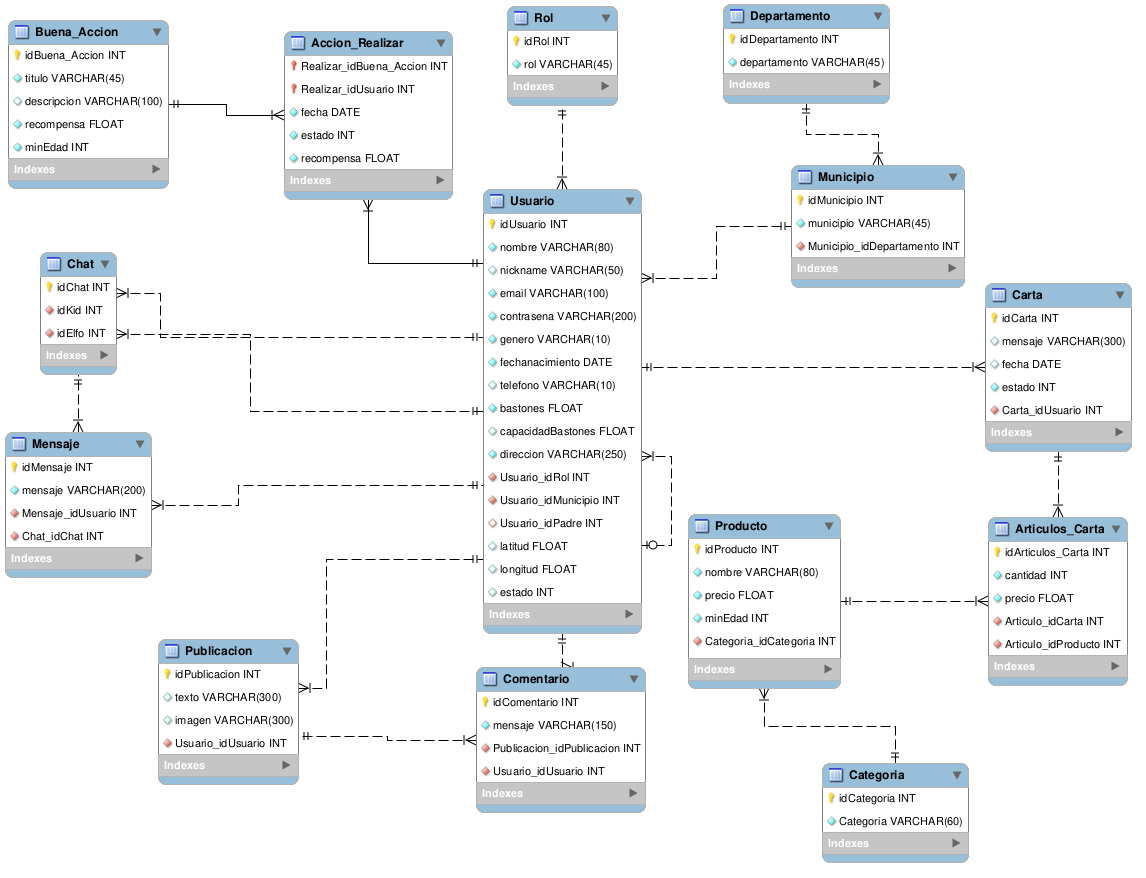 Buena_Accion
idBuena_Accion INT
titulo VARCHAR(45)
descripcion VARCHAR(100)
recompensa FLOAT
minEdad INT
Indexes
Accion_Realizar
Realizar_idBuena_Accion INT
Realizar_idUsuario INT
fecha DATE
estado INT
recompensa FLOAT
Indexes
Rol
idRol INT
rol VARCHAR(45)
Indexes
Departamento
idDepartamento INT
departamento VARCHAR(45)
Indexes
Municipio
idMunicipio INT
municipio VARCHAR(45)
Municipio_idDepartamento INT
Indexes
Usuario
idUsuario INT
nombre VARCHAR(80)
nickname VARCHAR(50)
email VARCHAR(100)
contrasena VARCHAR(200)
genero VARCHAR(10)
fechanacimiento DATE
telefono VARCHAR(10)
bastones FLOAT
capacidadBastones FLOAT
direccion VARCHAR(250)
Usuario_idRol INT
Usuario_idMunicipio INT
Usuario_idPadre INT
latitud FLOAT
longitud FLOAT
estado INT
Indexes
Chat
idChat INT
idKid INT
idElfo INT
Indexes
Carta
idCarta INT
mensaje VARCHAR(300)
fecha DATE
estado INT
Carta_idUsuario INT
Indexes
Mensaje
idMensaje INT
mensaje VARCHAR(200)
Mensaje_idUsuario INT
Chat_idChat INT
Indexes
Producto
idProducto INT
nombre VARCHAR(80)
precio FLOAT
minEdad INT
Categoria_idCategoria INT
Indexes
Articulos_Carta
idArticulos_Carta INT
cantidad INT
precio FLOAT
Articulo_idCarta INT
Articulo_idProducto INT
Indexes
Publicacion
idPublicacion INT
texto VARCHAR(300)
imagen VARCHAR(300)
Usuario_idUsuario INT
Indexes
Comentario
idComentario INT
mensaje VARCHAR(150)
Publicacion_idPublicacion INT
Usuario_idUsuario INT
Indexes
Categoria
idCategoria INT
Categoria VARCHAR(60)
Indexes